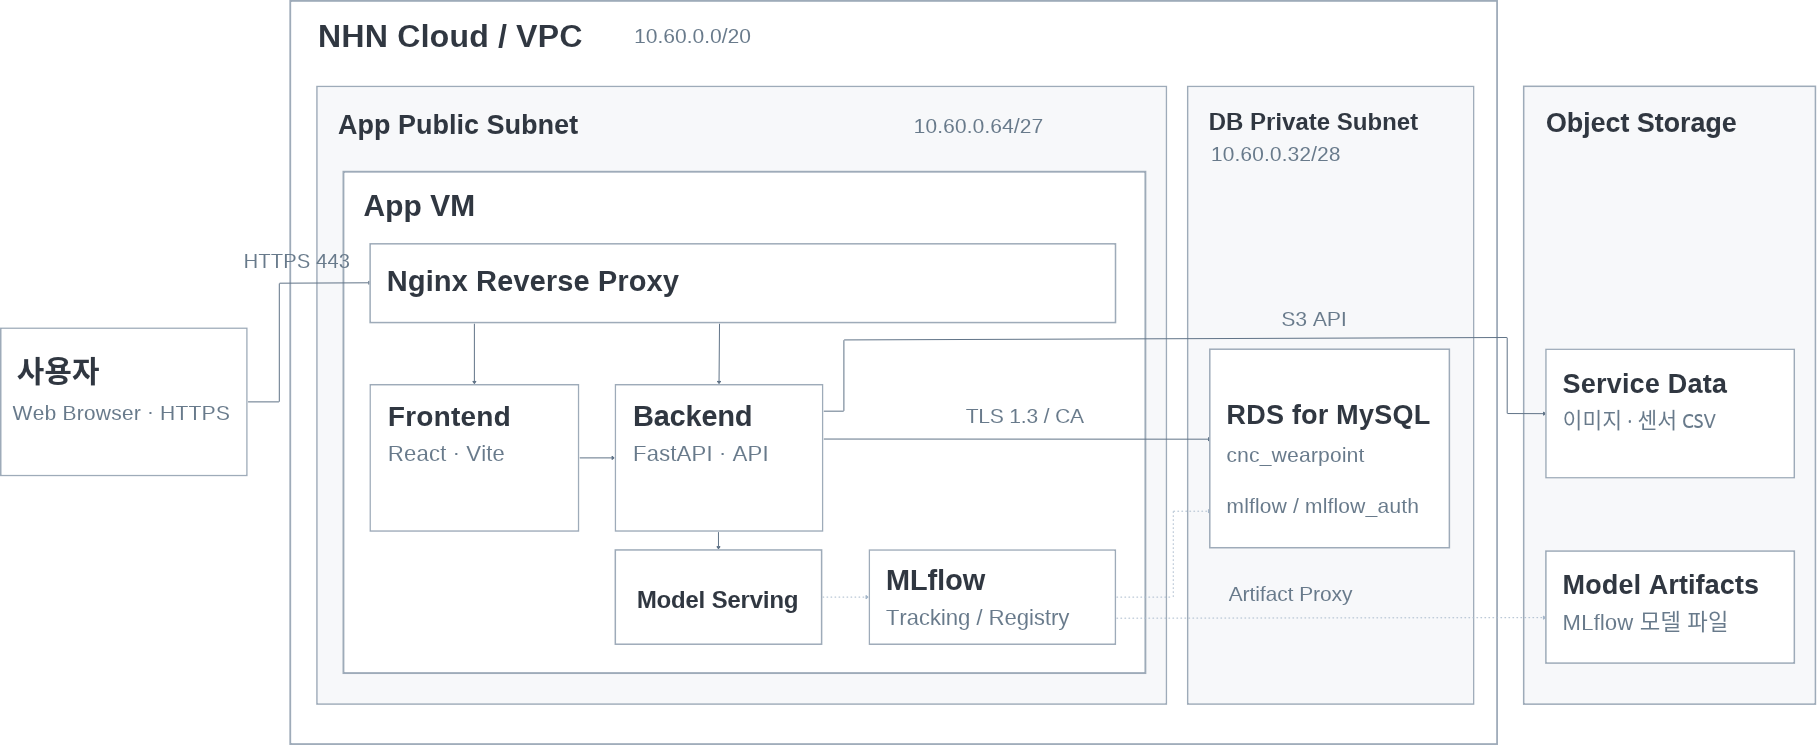 NHN Cloud / VPC
10.60.0.0/20
App Public Subnet
10.60.0.64/27
DB Private Subnet
10.60.0.32/28
Object Storage
App VM
HTTPS 443
Nginx Reverse Proxy
S3 API
사용자
Web Browser · HTTPS
Frontend
React · Vite
Backend
FastAPI · API
TLS 1.3 / CA
RDS for MySQL
cnc_wearpoint
mlflow / mlflow_auth
Service Data
이미지 · 센서 CSV
Model Serving
MLflow
Tracking / Registry
Artifact Proxy
Model Artifacts
MLflow 모델 파일